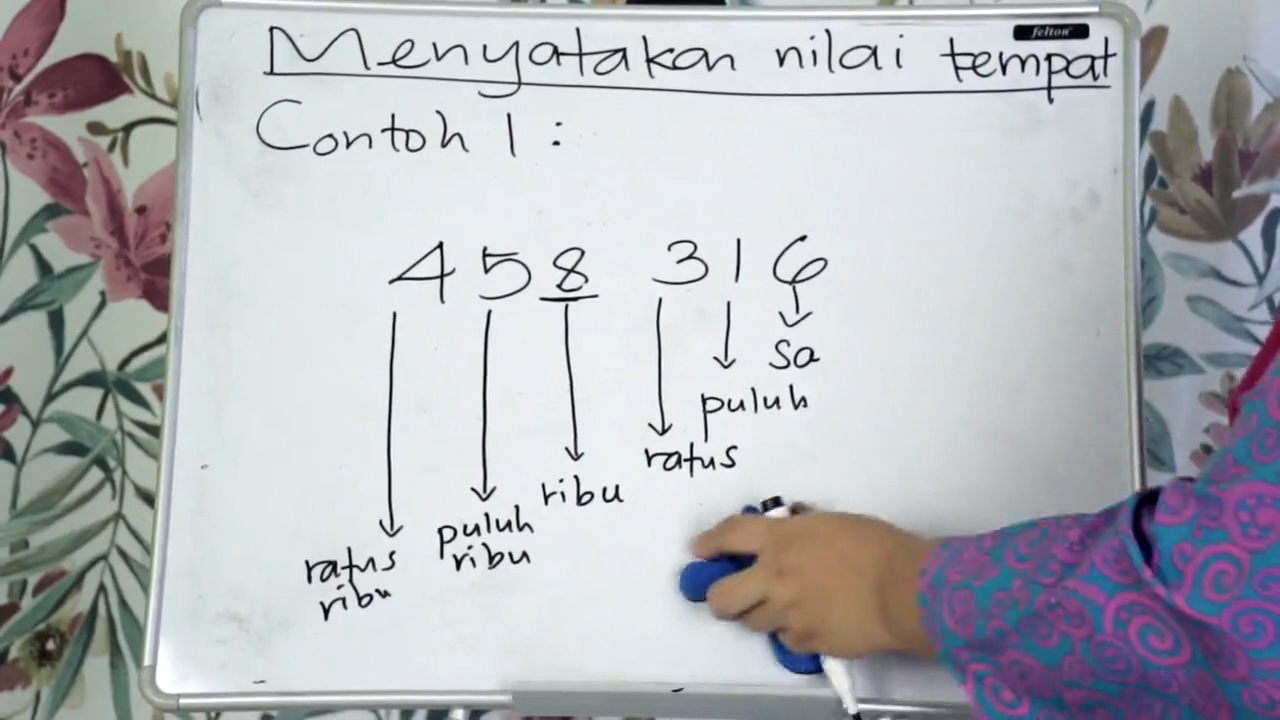 felton
Menyatakan nilai tempat
Contoh 1 :
458 316
sa
puluh
ratus
ribu
puluh
ribu
ratus
ribu